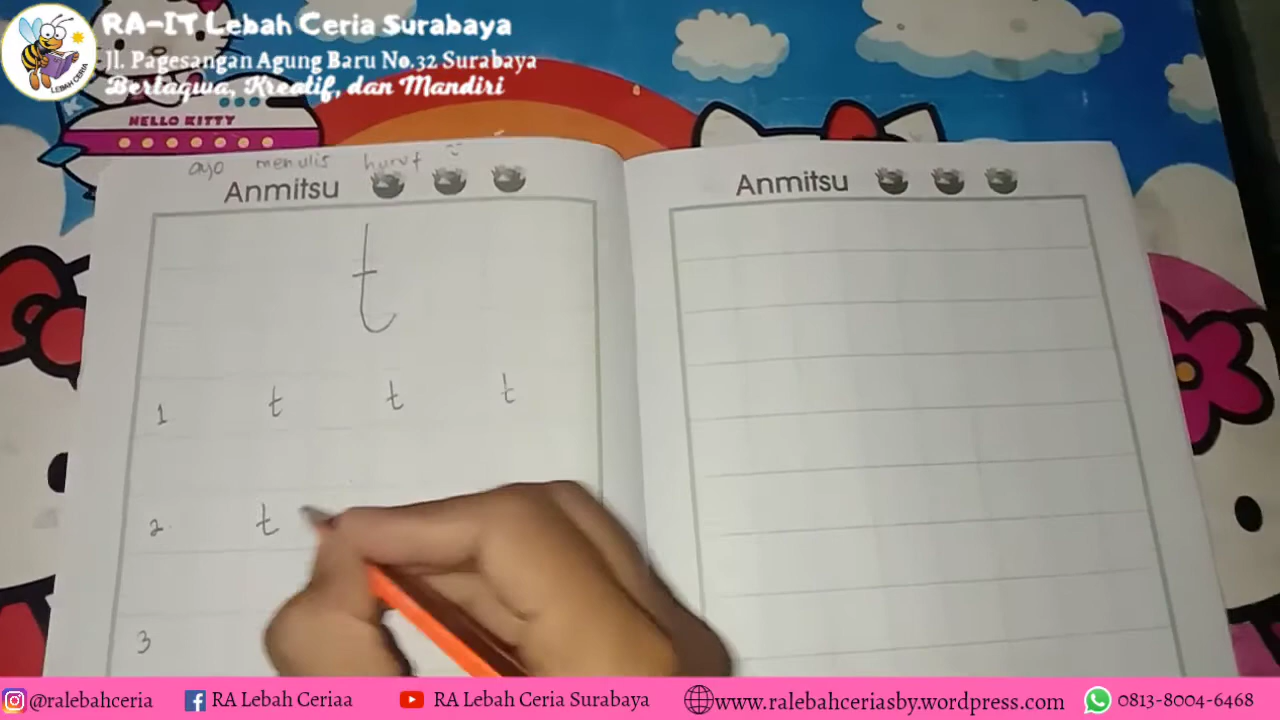 RA-IT Lebah Ceria Surabaya
Jl. Pagesangan Agung Baru No.32 Surabaya
Bertaqwa, Kreatif, dan Mandiri
LEBAH CERIA
HELLO KITTY
ayo menulis huruf
Anmitsu
t
1 t t t
2. t
3
Anmitsu
@ralebahceria RA Lebah Ceriaa RA Lebah Ceria Surabaya www.ralebahceriasby.wordpress.com 0813-8004-6468